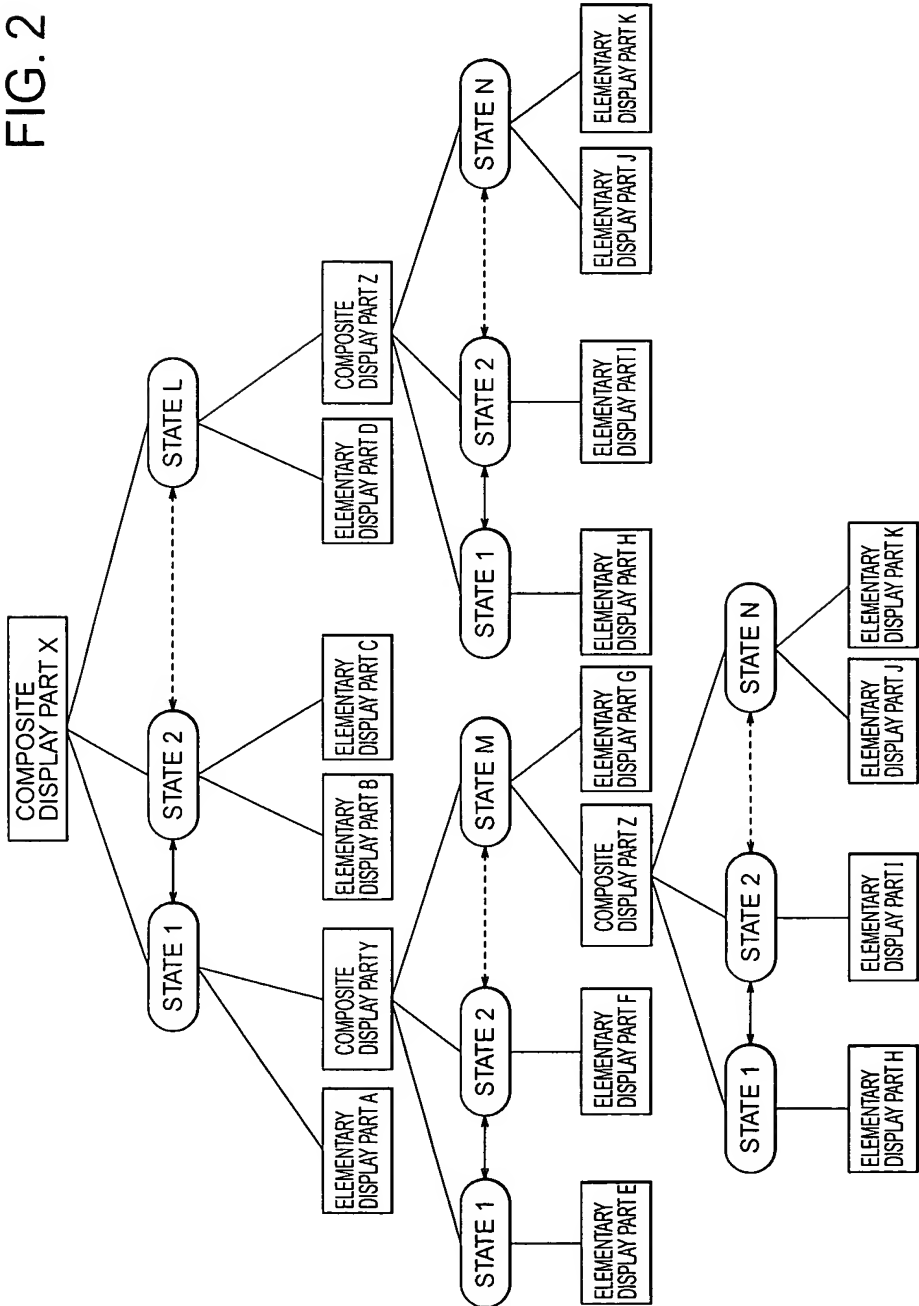 FIG. 2
COMPOSITE
DISPLAY PART X
STATE 1
STATE 2
STATE L
ELEMENTARY
DISPLAY PART A
COMPOSITE
DISPLAY PARTY
ELEMENTARY
DISPLAY PART B
ELEMENTARY
DISPLAY PART C
ELEMENTARY
DISPLAY PART D
COMPOSITE
DISPLAY PART Z
STATE 1
STATE 2
STATE M
STATE 1
STATE 2
STATE N
ELEMENTARY
DISPLAY PART E
ELEMENTARY
DISPLAY PART F
COMPOSITE
DISPLAY PART Z
ELEMENTARY
DISPLAY PART G
ELEMENTARY
DISPLAY PART H
ELEMENTARY
DISPLAY PART I
ELEMENTARY
DISPLAY PART J
ELEMENTARY
DISPLAY PART K
STATE 1
STATE 2
STATE N
ELEMENTARY
DISPLAY PART H
ELEMENTARY
DISPLAY PART I
ELEMENTARY
DISPLAY PART J
ELEMENTARY
DISPLAY PART K